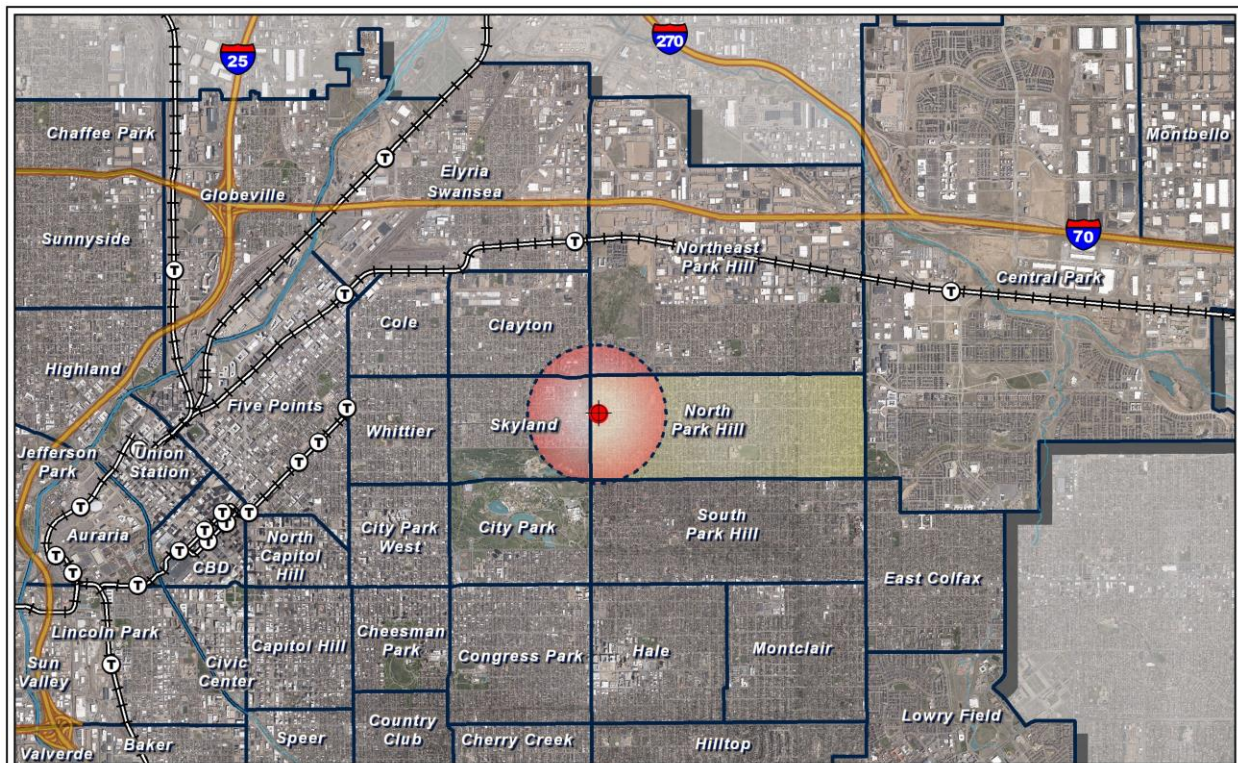 270
25
Chaffee Park
Montbello
Elyria
Swansea
Globeville
Sunnyside
70
Northeast
Park Hill
Central Park
T
T
T
T
T
Cole
Clayton
Highland
Five Points
T
Whittier
Skyland
North
Park Hill
Jefferson
Park
Union
Station
T
T
T
T
Auraria
T
T
T
T
T
T
T
T
T
CBD
North
Capitol
Hill
City Park
West
City Park
South
Park Hill
East Colfax
Lincoln Park
Capitol Hill
Cheesman
Park
Congress Park
Hale
Montclair
Sun
Valley
T
Civic
Center
Lowry Field
Valverde
Baker
Speer
Country
Club
Cherry Creek
Hilltop